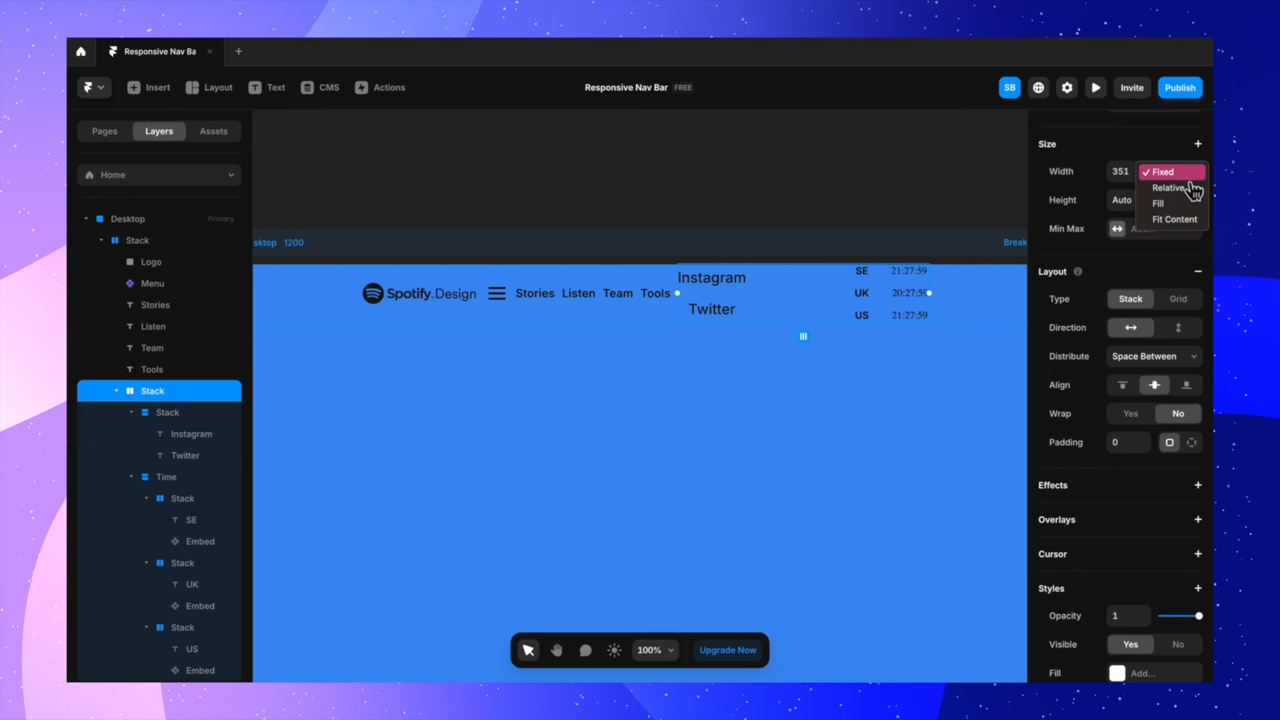 Responsive Nav Ba
Insert
Layout
Text
CMS
Actions
Responsive Nav Bar FREE
SB
Invite
Publish
Pages
Layers
Assets
Home
Desktop Primary
Stack
Logo
Menu
Stories
Listen
Team
Tools
Stack
Stack
Instagram
Twitter
Time
Stack
SE
Embed
Stack
UK
Embed
Stack
US
Embed
sktop 1200
Break
Spotify.Design
Stories Listen Team Tools
Instagram
Twitter
SE 21:27:59
UK 20:27:59
US 21:27:59
100%
Upgrade Now
Size
Width 351
Fixed
Relative
Fill
Fit Content
Height Auto
Min Max
Layout
Type Stack Grid
Direction
Distribute Space Between
Align
Wrap Yes No
Padding 0
Effects
Overlays
Cursor
Styles
Opacity 1
Visible Yes No
Fill Add...